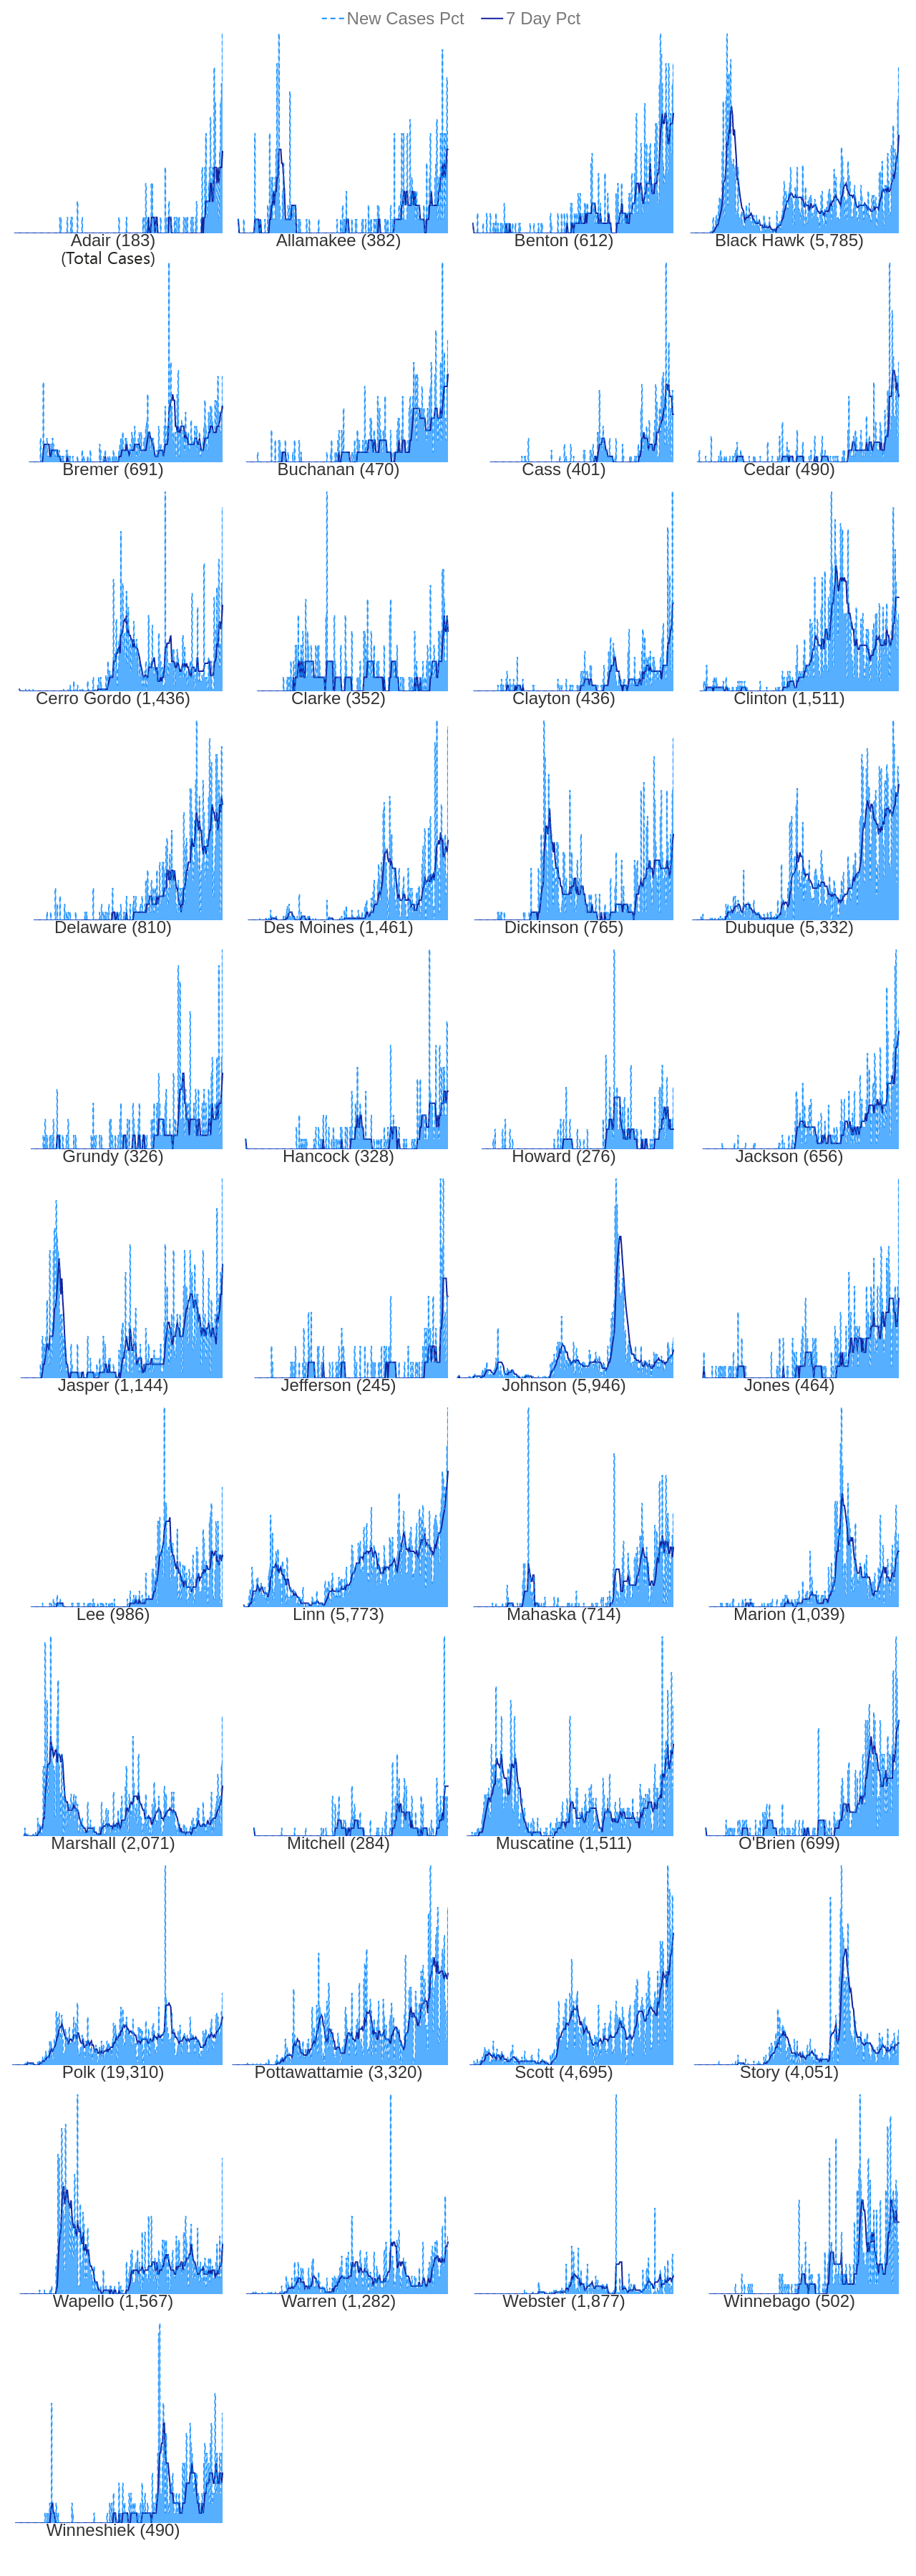 New Cases Pct 7 Day Pct
Adair (183) Allamakee (382) Benton (612) Black Hawk (5,785)
(Total Cases)
Bremer (691) Buchanan (470) Cass (401) Cedar (490)
Cerro Gordo (1,436) Clarke (352) Clayton (436) Clinton (1,511)
Delaware (810) Des Moines (1,461) Dickinson (765) Dubuque (5,332)
Grundy (326) Hancock (328) Howard (276) Jackson (656)
Jasper (1,144) Jefferson (245) Johnson (5,946) Jones (464)
Lee (986) Linn (5,773) Mahaska (714) Marion (1,039)
Marshall (2,071) Mitchell (284) Muscatine (1,511) O'Brien (699)
Polk (19,310) Pottawattamie (3,320) Scott (4,695) Story (4,051)
Wapello (1,567) Warren (1,282) Webster (1,877) Winnebago (502)
Winneshiek (490)